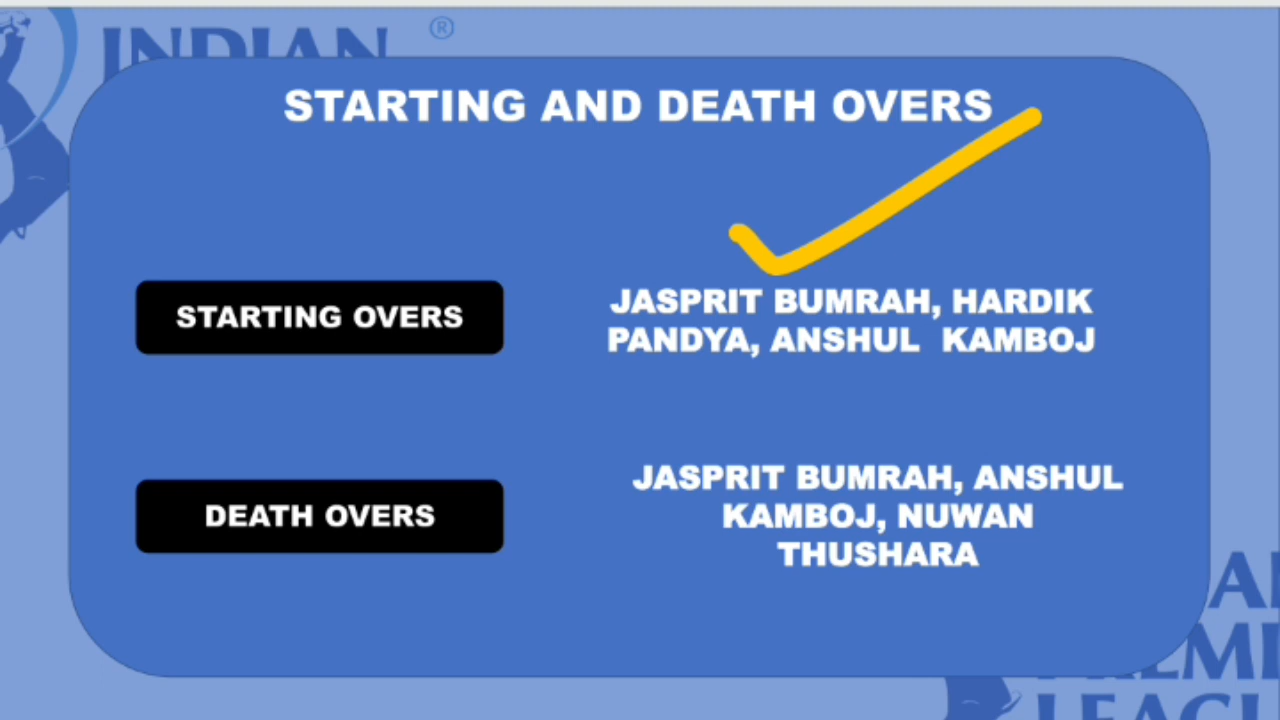 INDIAN
®
STARTING AND DEATH OVERS
STARTING OVERS
JASPRIT BUMRAH, HARDIK
PANDYA, ANSHUL KAMBOJ
DEATH OVERS
JASPRIT BUMRAH, ANSHUL
KAMBOJ, NUWAN
THUSHARA